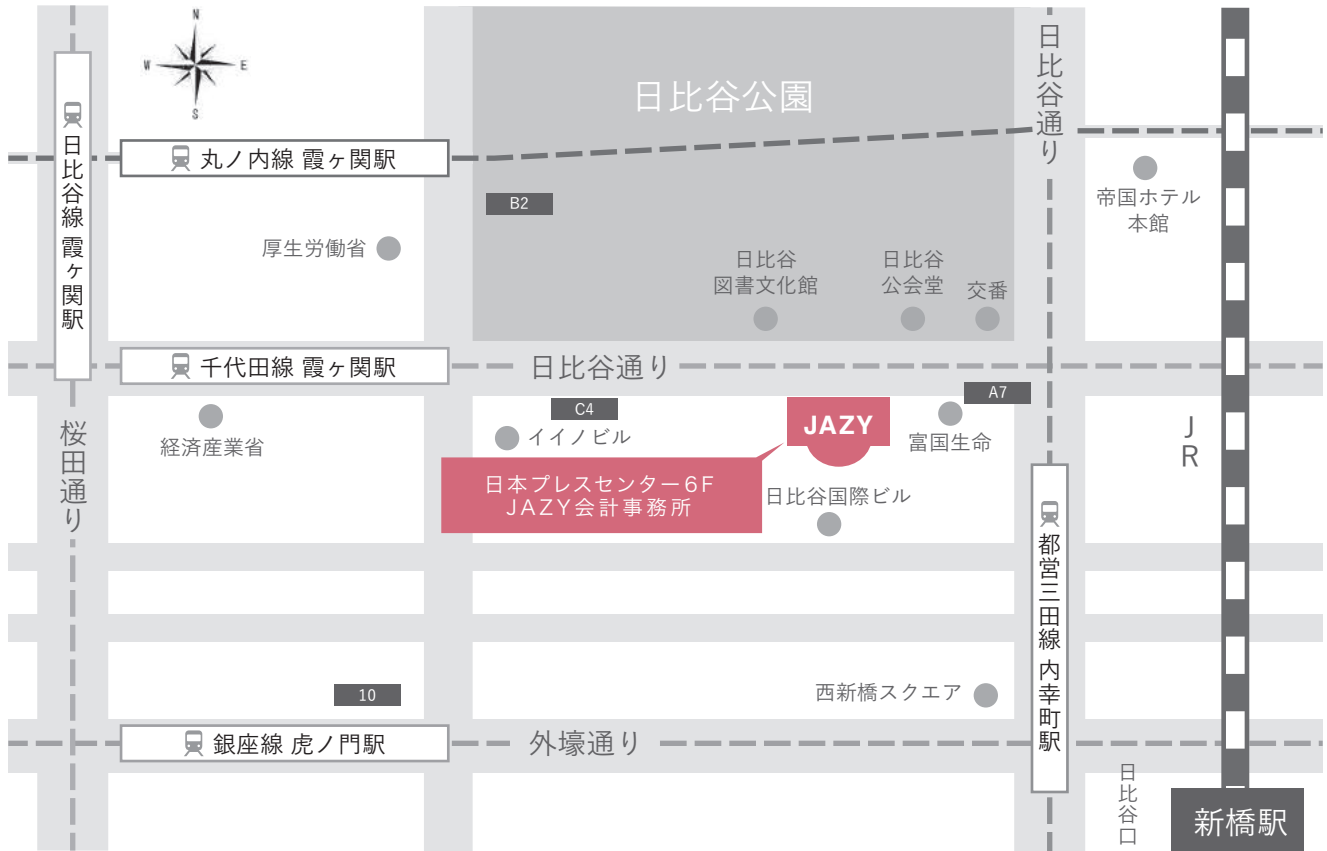 N
W
E
S
日比谷公園
日比谷通り
日比谷線 霞ヶ関駅
丸ノ内線 霞ヶ関駅
B2
帝国ホテル
本館
厚生労働省
日比谷
図書文化館
日比谷
公会堂
交番
千代田線 霞ヶ関駅
日比谷通り
A7
C4
JAZY
経済産業省
イイノビル
富国生命
JR
桜田通り
日本プレスセンター6F
JAZY会計事務所
日比谷国際ビル
都営三田線 内幸町駅
10
西新橋スクエア
銀座線 虎ノ門駅
外壕通り
日比谷口
新橋駅